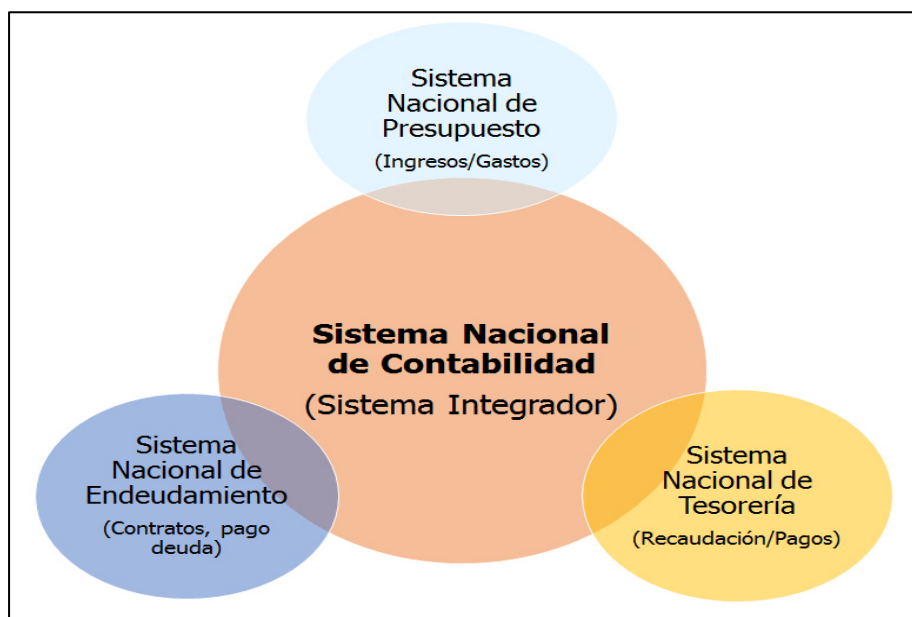 Sistema
Nacional de
Presupuesto
(Ingresos/Gastos)
Sistema Nacional
de Contabilidad
(Sistema Integrador)
Sistema
Nacional de
Endeudamiento
(Contratos, pago
deuda)
Sistema
Nacional de
Tesorería
(Recaudación/Pagos)